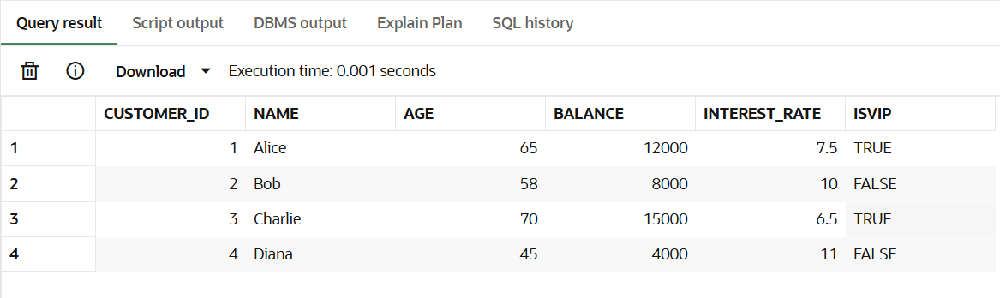 Query result Script output DBMS output Explain Plan SQL history
Download Execution time: 0.001 seconds
CUSTOMER_ID NAME AGE BALANCE INTEREST_RATE ISVIP
1 1 Alice 65 12000 7.5 TRUE
2 2 Bob 58 8000 10 FALSE
3 3 Charlie 70 15000 6.5 TRUE
4 4 Diana 45 4000 11 FALSE